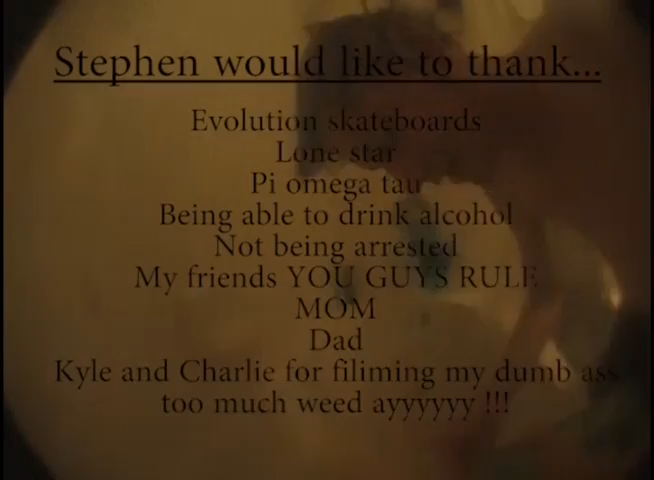 Stephen would like to thank...
Evolution skateboards
Lone star
Pi omega tau
Being able to drink alcohol
Not being arrested
My friends YOU GUYS RULE
MOM
Dad
Kyle and Charlie for filiming my dumb ass
too much weed ayyyyyy !!!